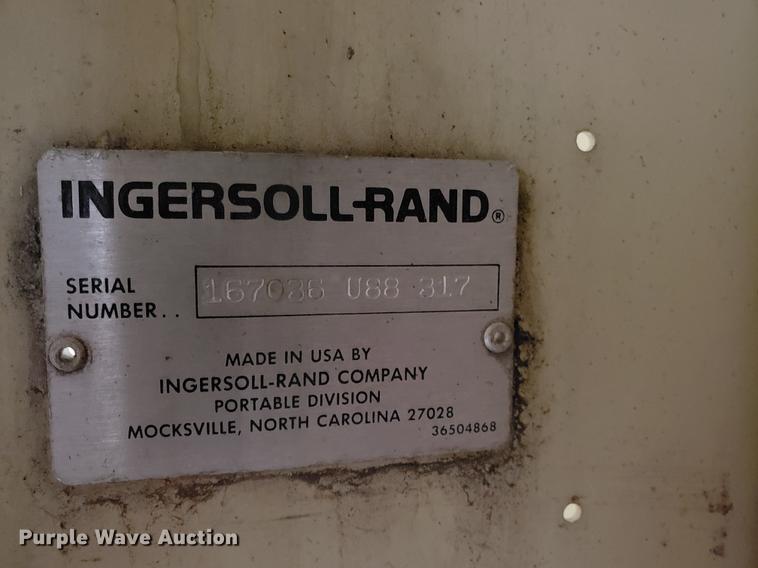 INGERSOLL-RAND®
SERIAL
NUMBER.. 167036 U88 317
MADE IN USA BY
INGERSOLL-RAND COMPANY
PORTABLE DIVISION
MOCKSVILLE, NORTH CAROLINA 27028
36504868
Purple Wave Auction